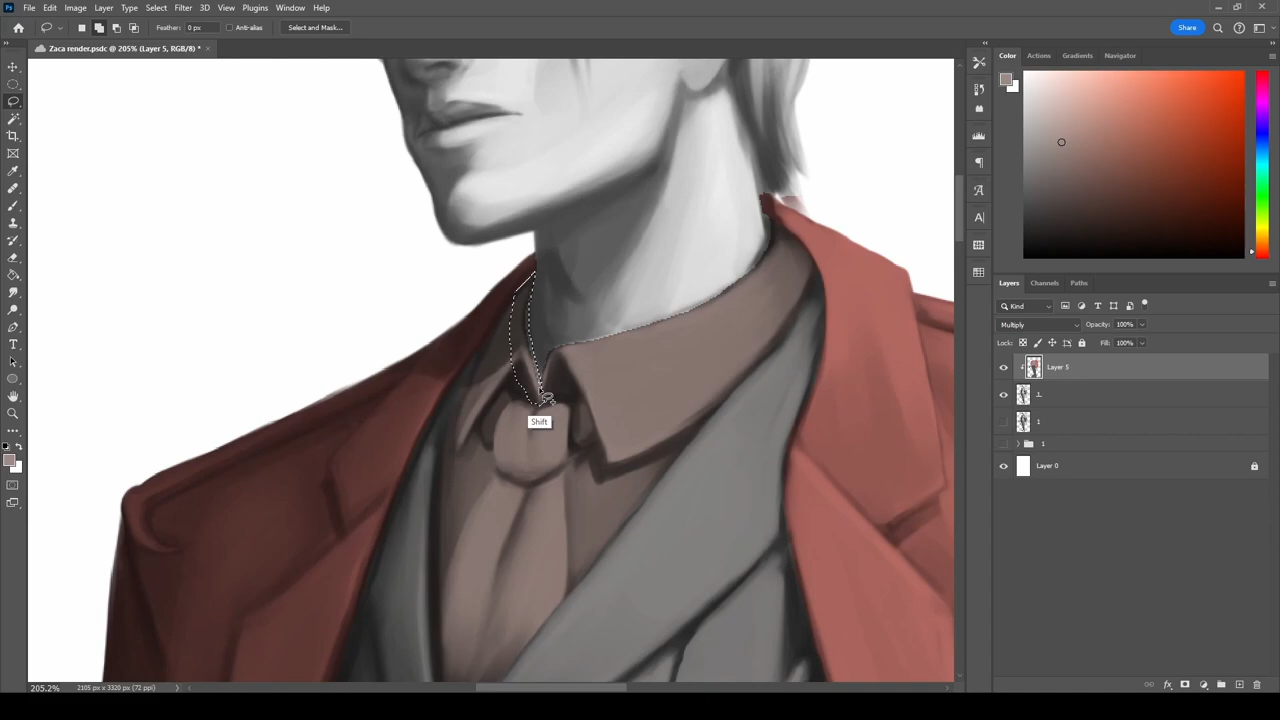 Ps File Edit Image Layer Type Select Filter 3D View Plugins Window Help
Feather: 0 px Anti-alias Select and Mask... Share
Zaca render.psdc @ 205% (Layer 5, RGB/8) * ×
Color Actions Gradients Navigator
Layers Channels Paths
Kind
Multiply Opacity: 100%
Lock: Fill: 100%
Layer 5
1
1
Layer 0
Shift
205.2% 2105 px x 3320 px (72 ppi)